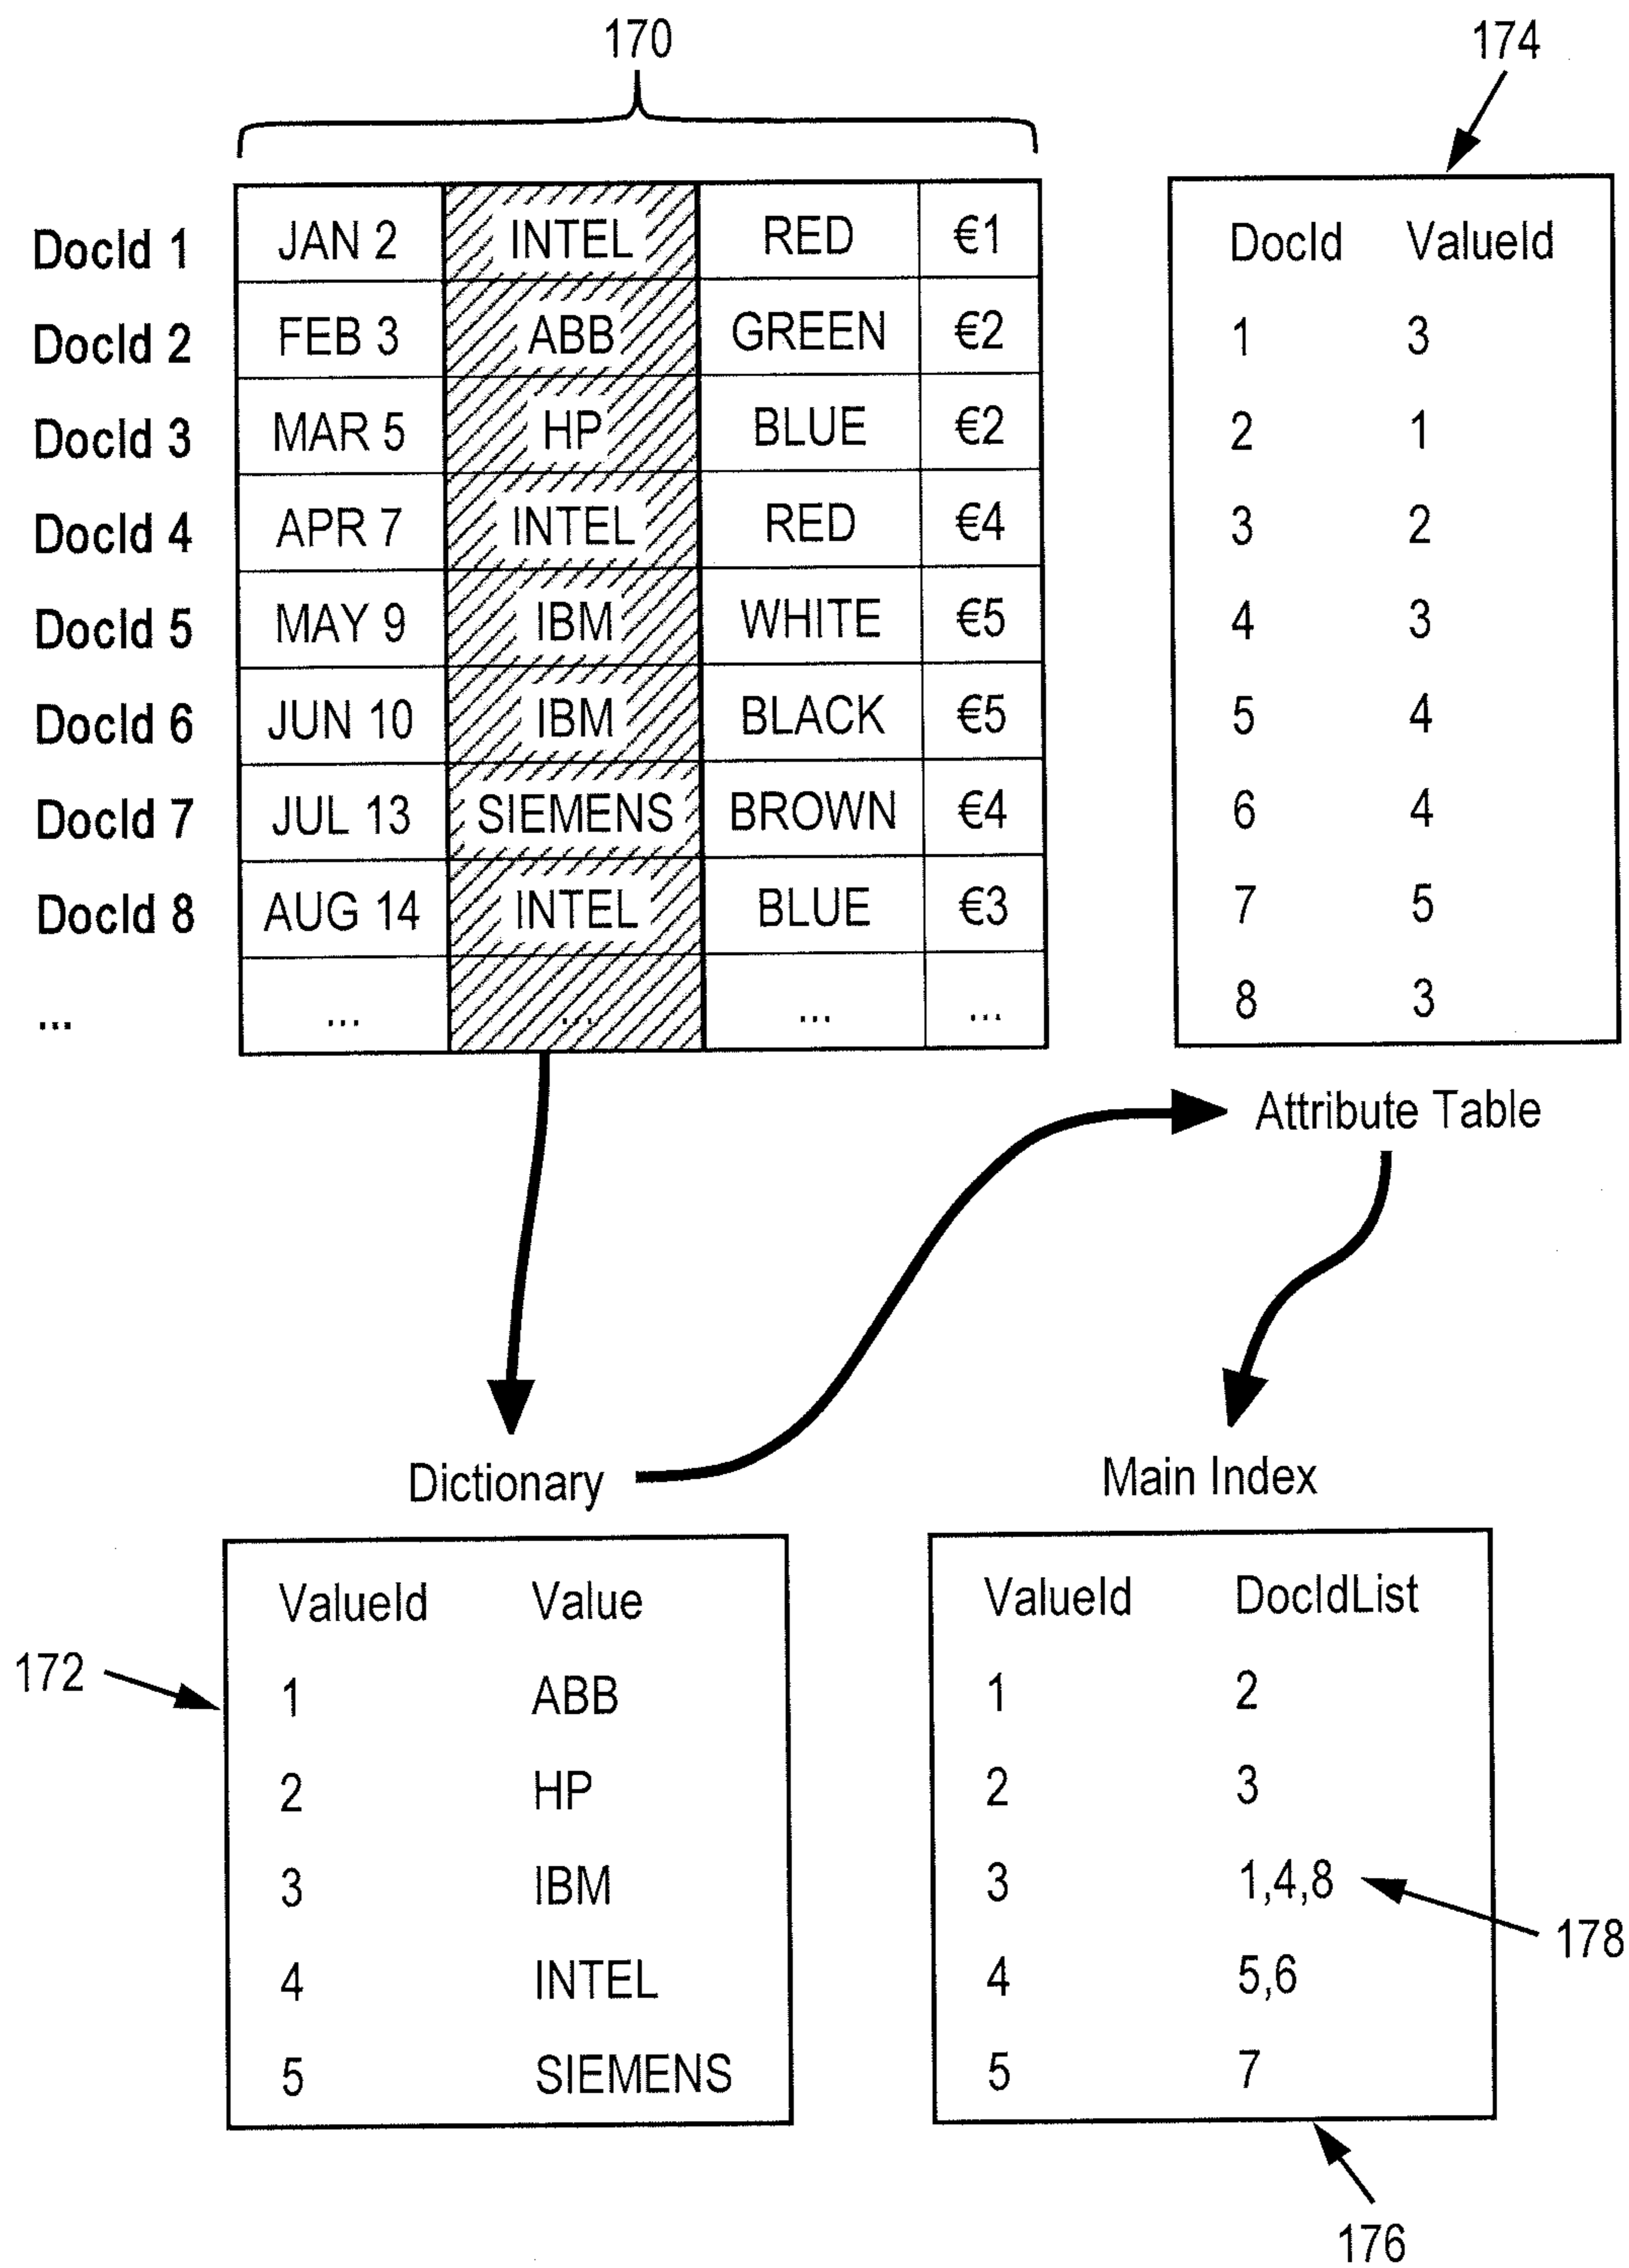 170
174
DocId 1 JAN 2 INTEL RED €1
DocId 2 FEB 3 ABB GREEN €2
DocId 3 MAR 5 HP BLUE €2
DocId 4 APR 7 INTEL RED €4
DocId 5 MAY 9 IBM WHITE €5
DocId 6 JUN 10 IBM BLACK €5
DocId 7 JUL 13 SIEMENS BROWN €4
DocId 8 AUG 14 INTEL BLUE €3
... ... ... ... ...
DocId ValueId
1 3
2 1
3 2
4 3
5 4
6 4
7 5
8 3
Attribute Table
Dictionary
ValueId Value
1 ABB
2 HP
3 IBM
4 INTEL
5 SIEMENS
172
Main Index
ValueId DocIdList
1 2
2 3
3 1,4,8
4 5,6
5 7
178
176